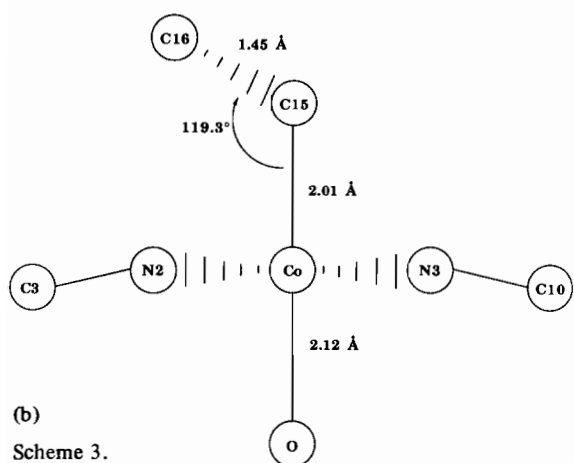 C16
1.45 Å
C15
119.3°
2.01 Å
C3
N2
Co
N3
C10
2.12 Å
(b)
O
Scheme 3.